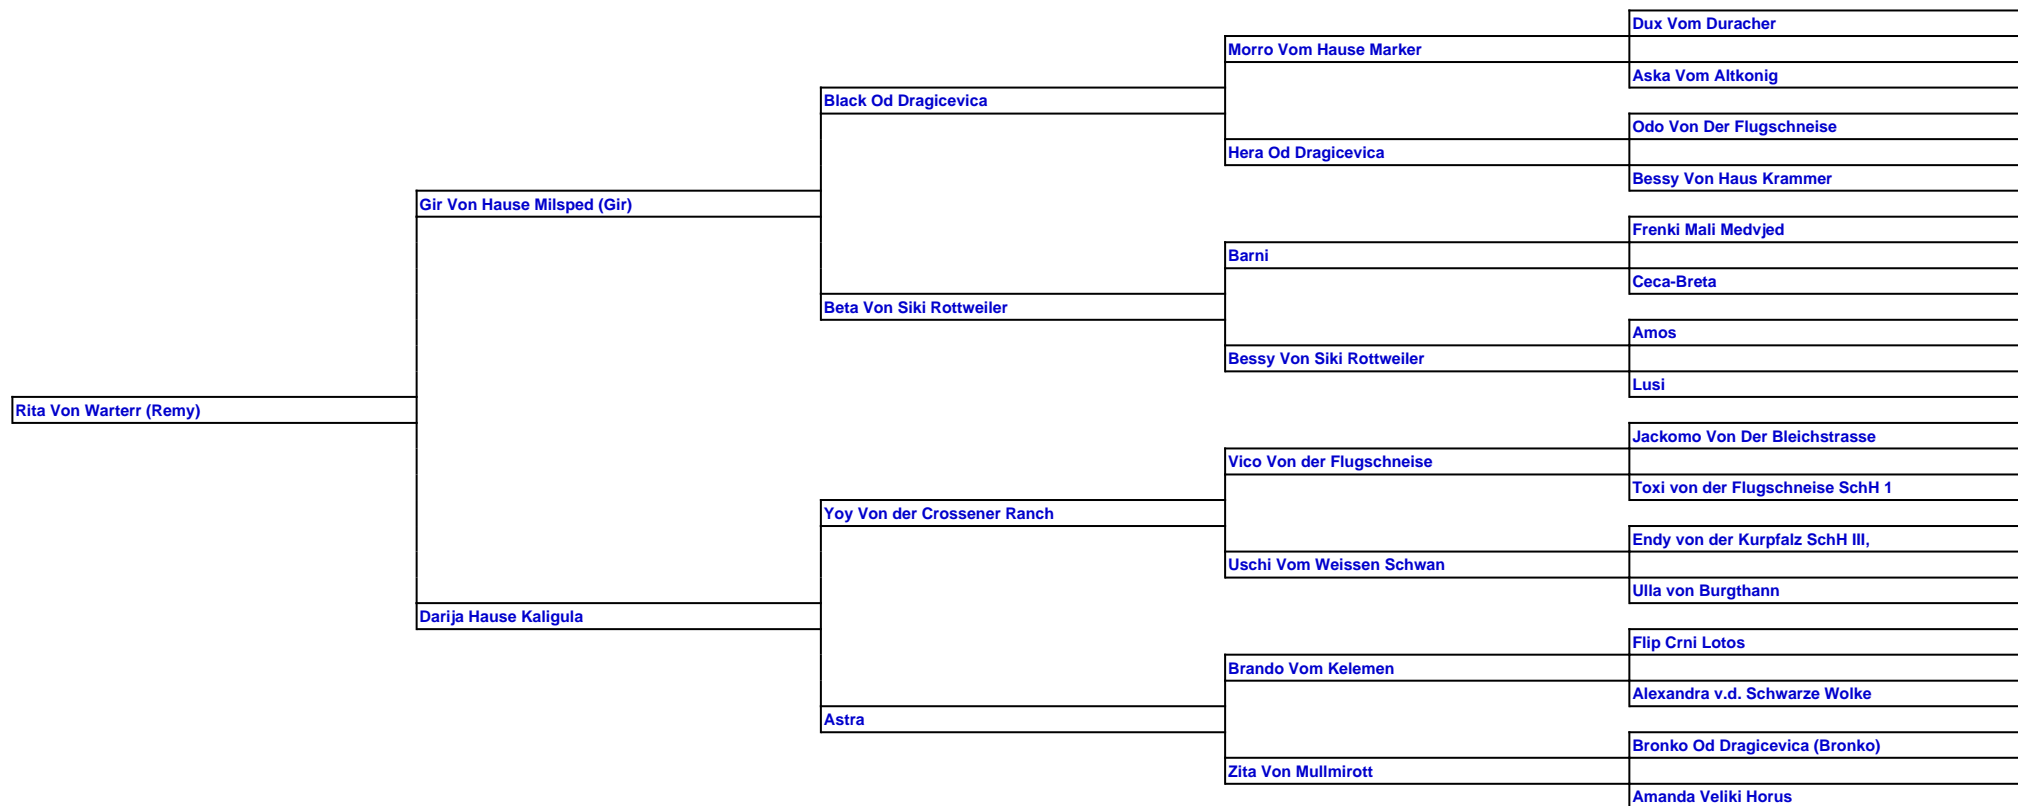 Dux Vom Duracher
Morro Vom Hause Marker
Aska Vom Altkonig
Black Od Dragicevica
Odo Von Der Flugschneise
Hera Od Dragicevica
Bessy Von Haus Krammer
Gir Von Hause Milsped (Gir)
Frenki Mali Medvjed
Barni
Ceca-Breta
Beta Von Siki Rottweiler
Amos
Bessy Von Siki Rottweiler
Lusi
Rita Von Warterr (Remy)
Jackomo Von Der Bleichstrasse
Vico Von der Flugschneise
Toxi von der Flugschneise SchH 1
Yoy Von der Crossener Ranch
Endy von der Kurpfalz SchH III,
Uschi Vom Weissen Schwan
Ulla von Burgthann
Darija Hause Kaligula
Flip Crni Lotos
Brando Vom Kelemen
Alexandra v.d. Schwarze Wolke
Astra
Bronko Od Dragicevica (Bronko)
Zita Von Mullmirott
Amanda Veliki Horus